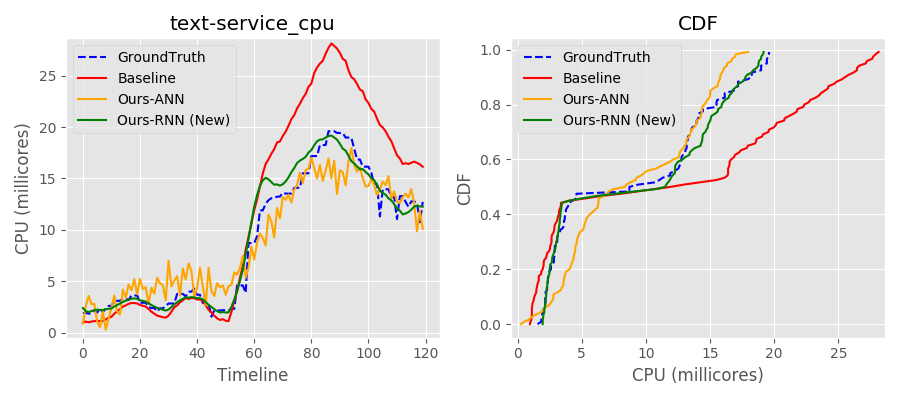 text-service_cpu
CPU (millicores)
25
20
15
10
5
0
GroundTruth
Baseline
Ours-ANN
Ours-RNN (New)
0 20 40 60 80 100 120
Timeline
CDF
CDF
1.0
0.8
0.6
0.4
0.2
0.0
GroundTruth
Baseline
Ours-ANN
Ours-RNN (New)
0 5 10 15 20 25
CPU (millicores)